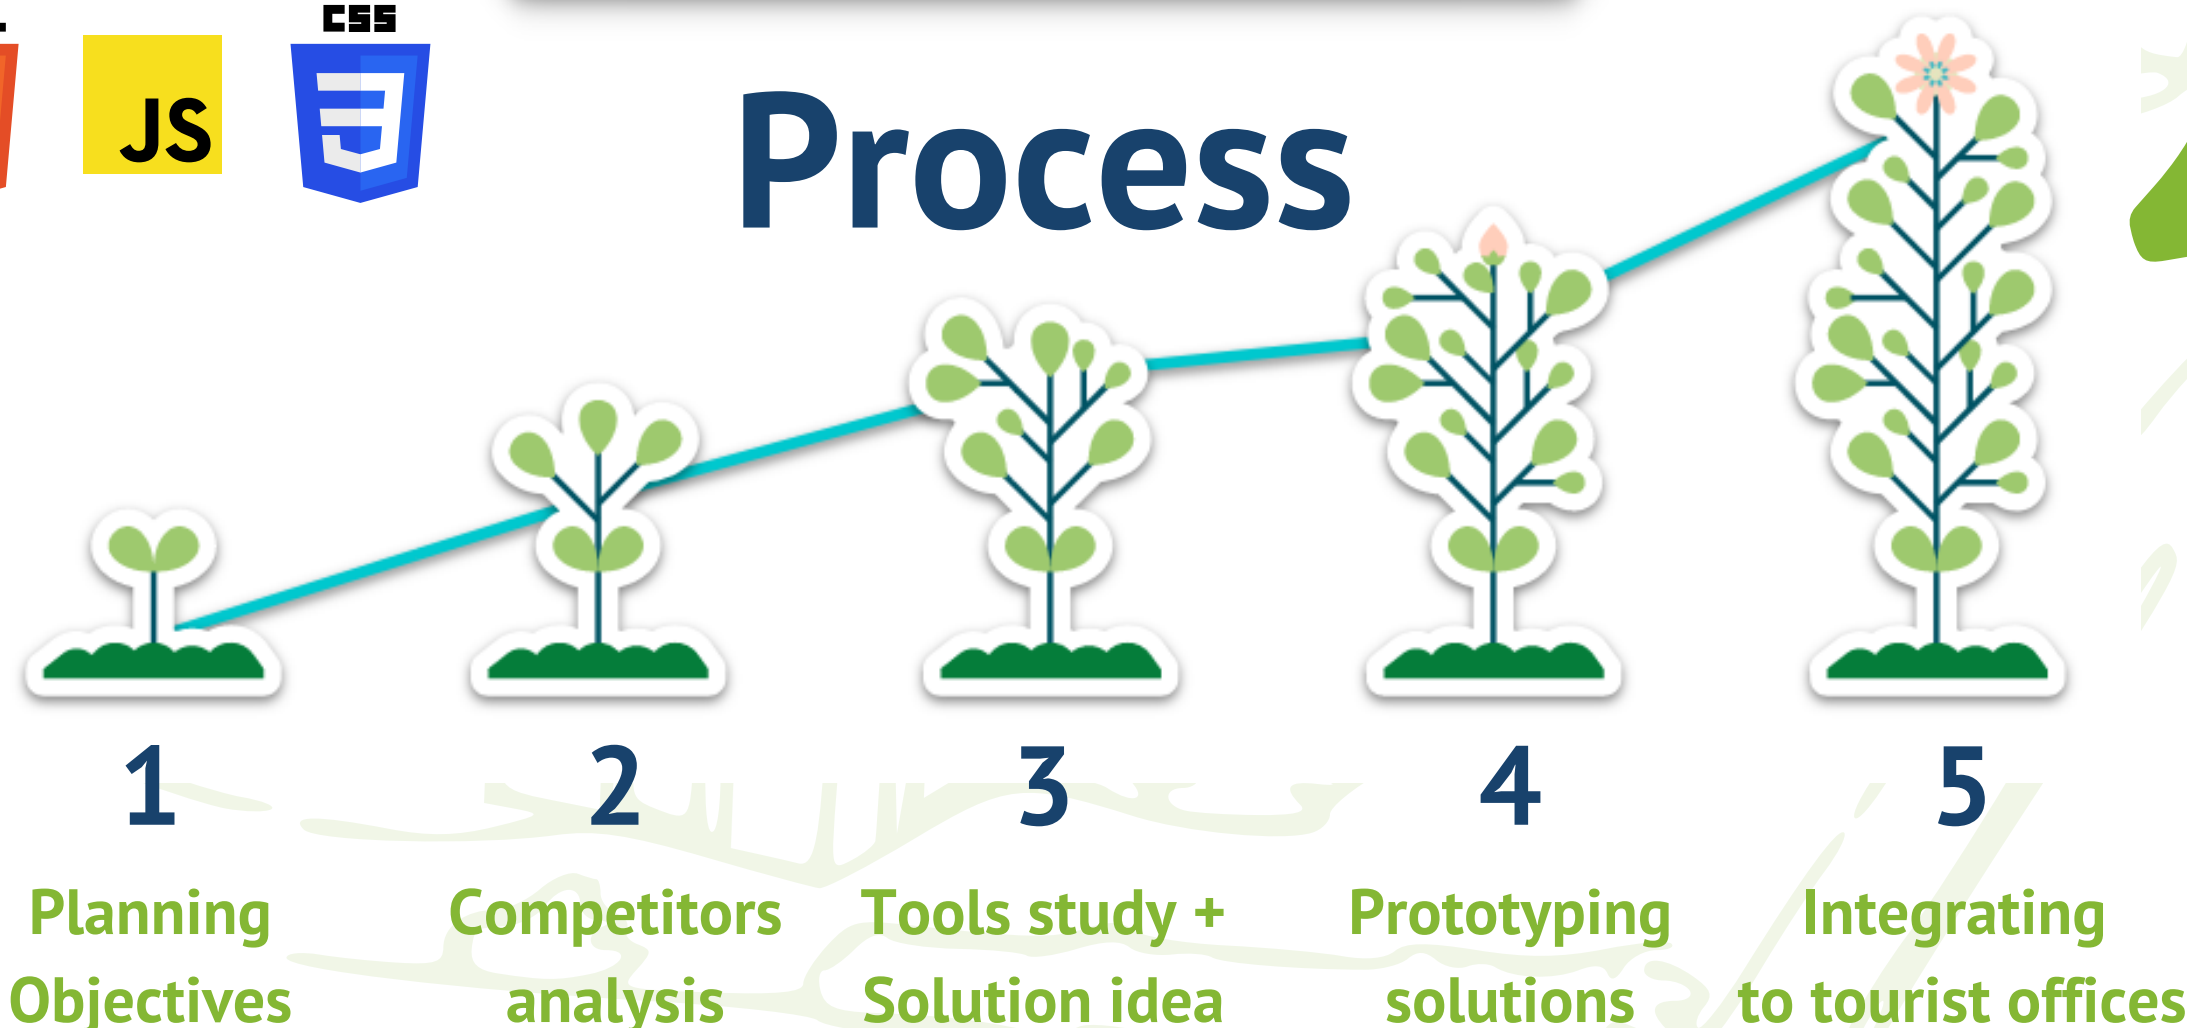 CSS
JS
Process
1
2
3
4
5
Planning
Objectives
Competitors
analysis
Tools study +
Solution idea
Prototyping
solutions
Integrating
to tourist offices